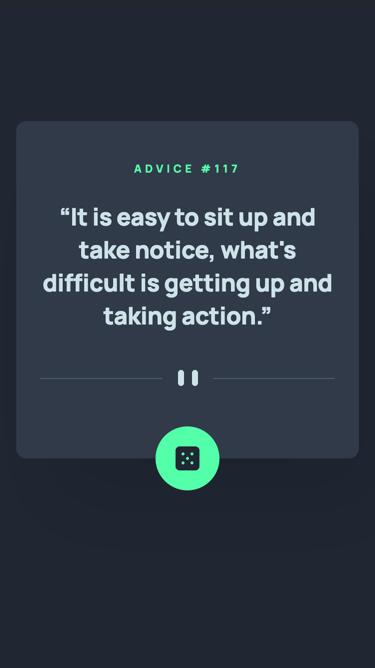 ADVICE #117
“It is easy to sit up and
take notice, what's
difficult is getting up and
taking action.”